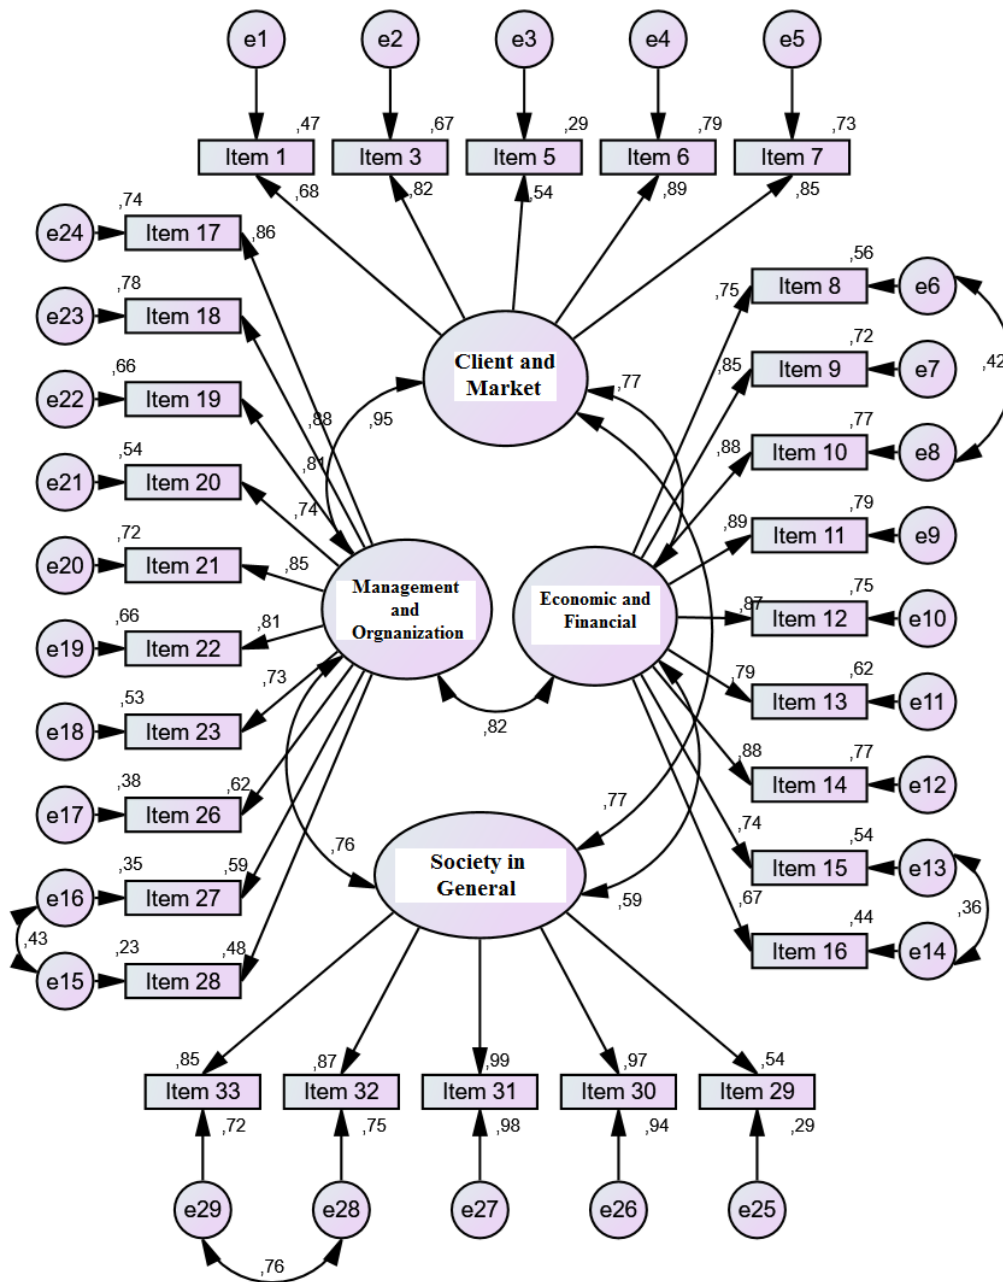 e1 e2 e3 e4 e5
,47 ,67 ,29 ,79 ,73
Item 1 Item 3 Item 5 Item 6 Item 7
,68 ,82 ,54 ,89 ,85
,74 ,86
e24 Item 17
,78
e23 Item 18
,66
e22 Item 19
,54
e21 Item 20
,72
e20 Item 21
,66
e19 Item 22
,53
e18 Item 23
,38 ,62
e17 Item 26
,35 ,59
e16 Item 27
,43
,23 ,48
e15 Item 28
,88
,81
,74
,85
,81
,73
Client and
Market
,95
,77
,56
,75 Item 8 e6
,72
,85 Item 9 e7
,42
,77
,88 Item 10 e8
,79
,89 Item 11 e9
,75
,87 Item 12 e10
,62
,79 Item 13 e11
,77
,88 Item 14 e12
,54
,74 Item 15 e13
,36
,44
,67 Item 16 e14
Management
and
Orgnanization
Economic and
Financial
,82
,76
,77
,59
Society in
General
,85 ,87 ,99 ,97 ,54
Item 33 Item 32 Item 31 Item 30 Item 29
,72 ,75 ,98 ,94 ,29
e29 e28 e27 e26 e25
,76